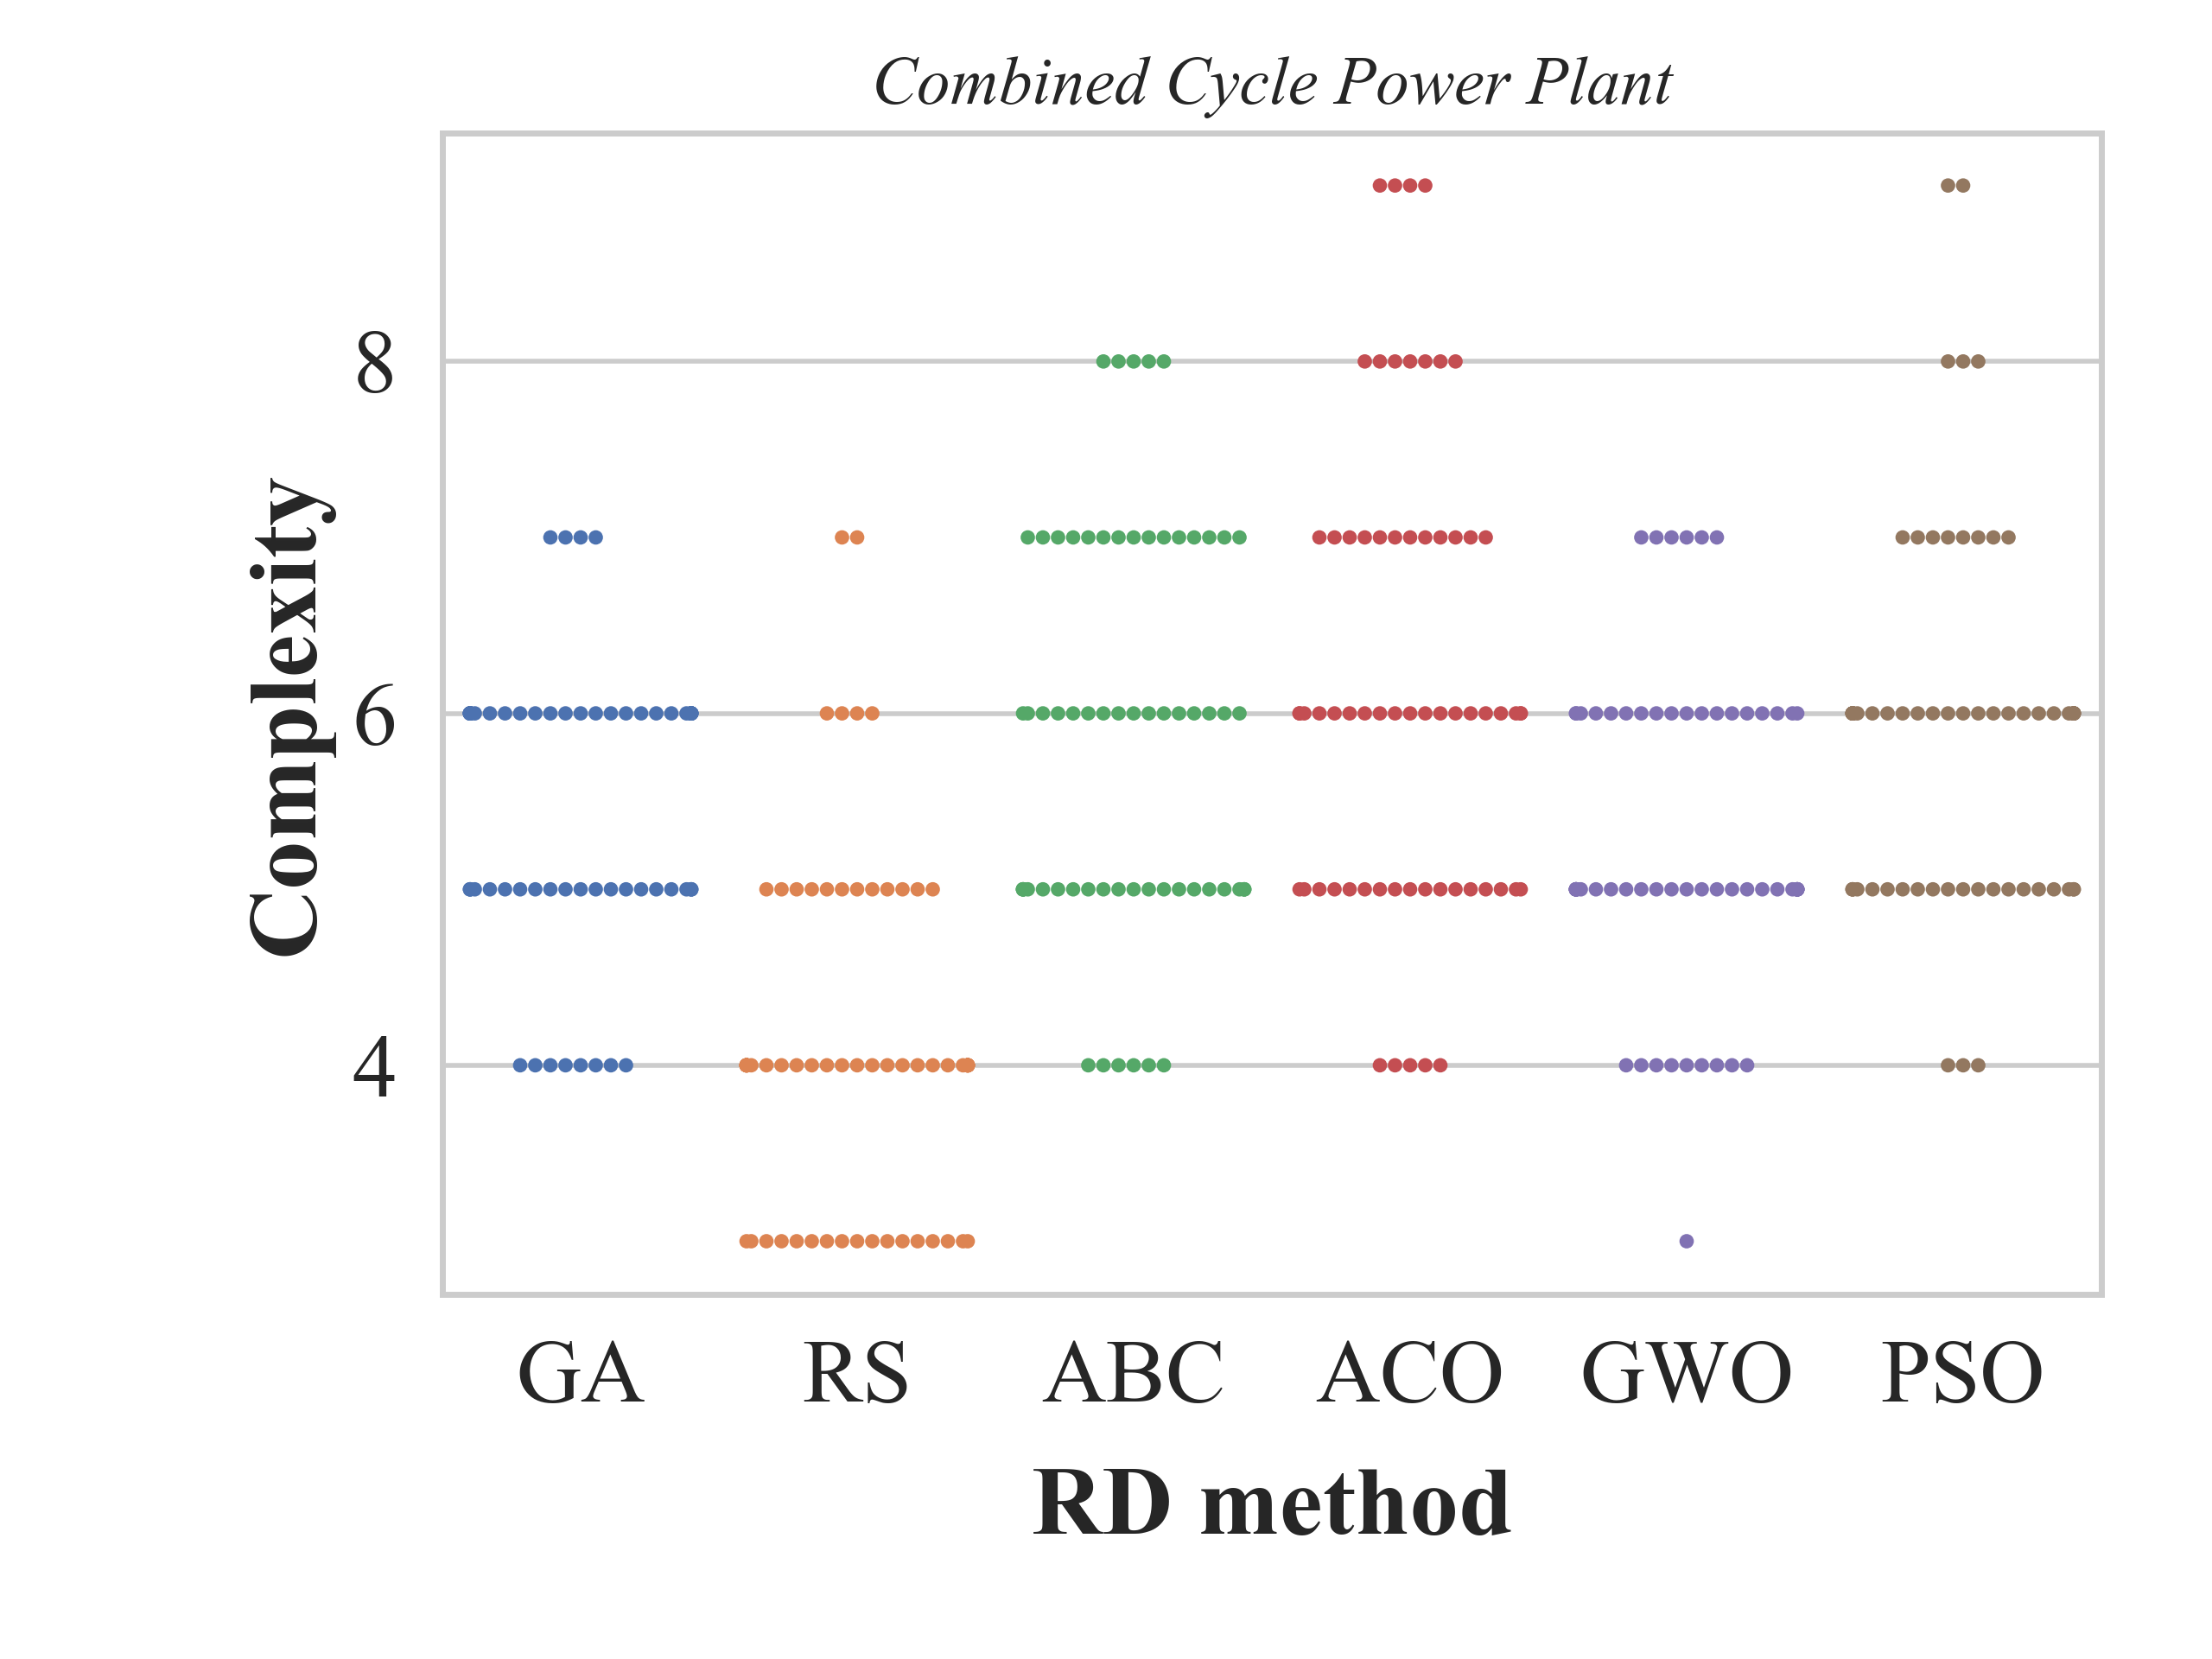 Combined Cycle Power Plant
Complexity
8
6
4
GA RS ABC ACO GWO PSO
RD method